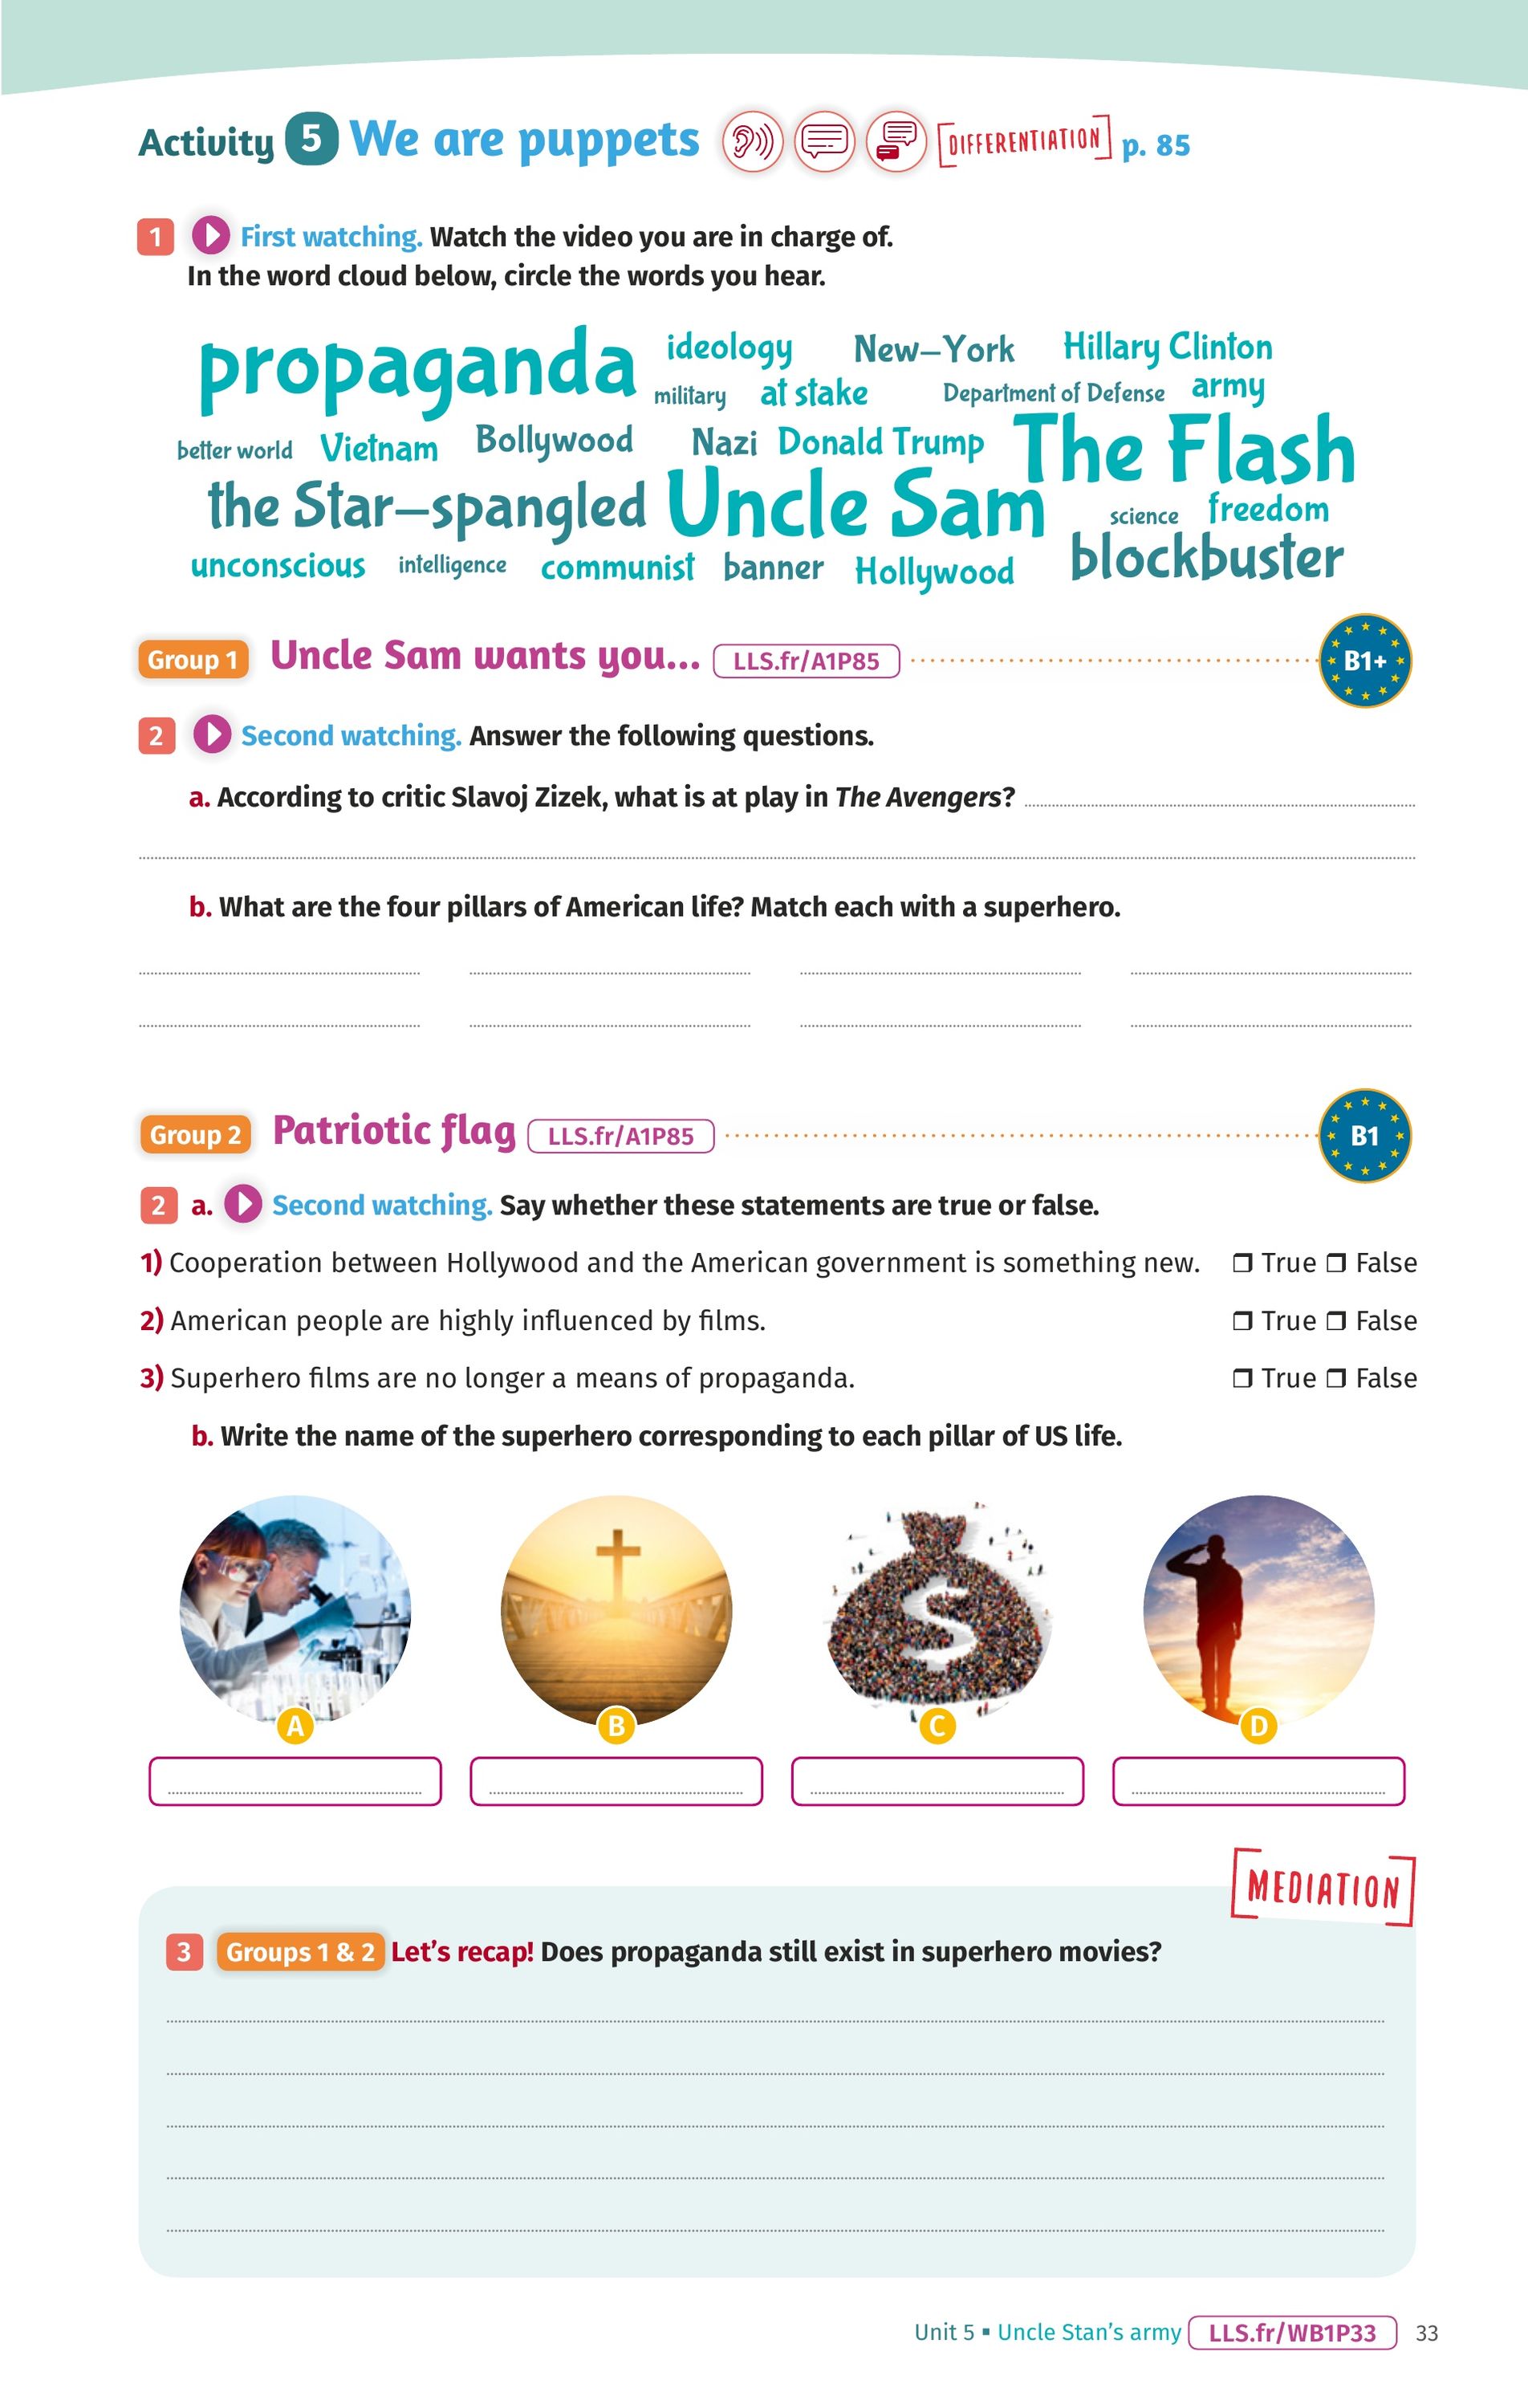 Activity 5 We are puppets [DIFFERENTIATION] p. 85
1 First watching. Watch the video you are in charge of.
In the word cloud below, circle the words you hear.
propaganda ideology New–York Hillary Clinton
military at stake Department of Defense army
better world Vietnam Bollywood Nazi Donald Trump The Flash
the Star–spangled Uncle Sam science freedom
unconscious intelligence communist banner Hollywood blockbuster
Group 1 Uncle Sam wants you... LLS.fr/A1P85 B1+
2 Second watching. Answer the following questions.
a. According to critic Slavoj Zizek, what is at play in The Avengers?
b. What are the four pillars of American life? Match each with a superhero.
Group 2 Patriotic flag LLS.fr/A1P85 B1
2 a. Second watching. Say whether these statements are true or false.
1) Cooperation between Hollywood and the American government is something new. ❒ True ❒ False
2) American people are highly influenced by films. ❒ True ❒ False
3) Superhero films are no longer a means of propaganda. ❒ True ❒ False
b. Write the name of the superhero corresponding to each pillar of US life.
$
A B C D
[MEDIATION]
3 Groups 1 & 2 Let's recap! Does propaganda still exist in superhero movies?
Unit 5 ▪ Uncle Stan's army LLS.fr/WB1P33 33